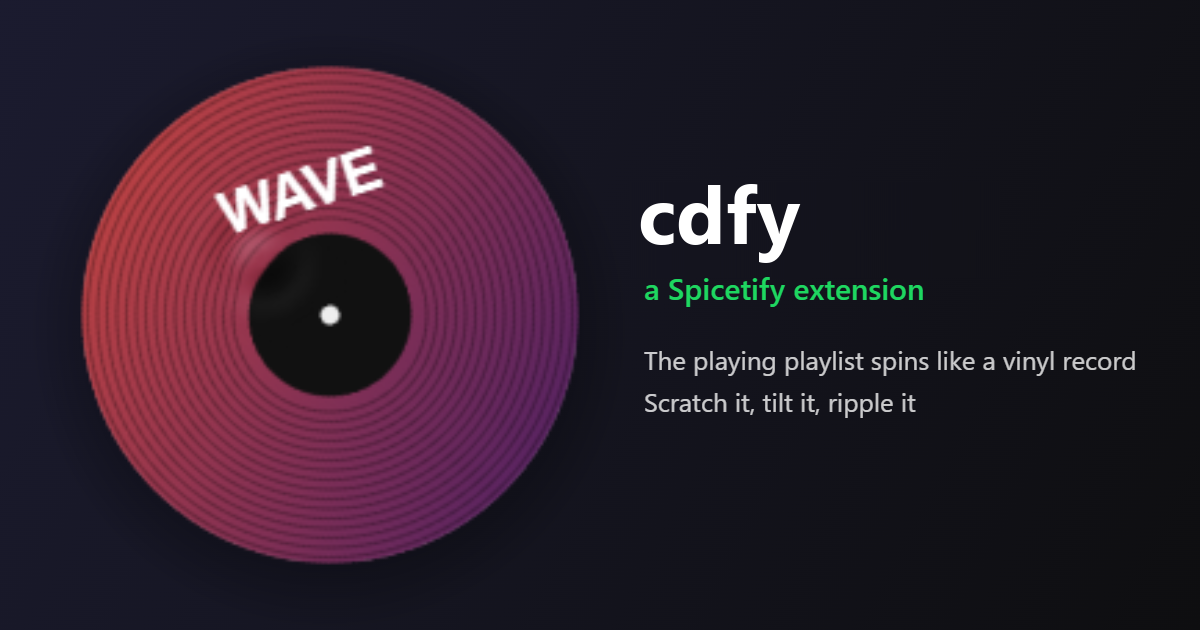 WAVE
cdfy
a Spicetify extension
The playing playlist spins like a vinyl record
Scratch it, tilt it, ripple it